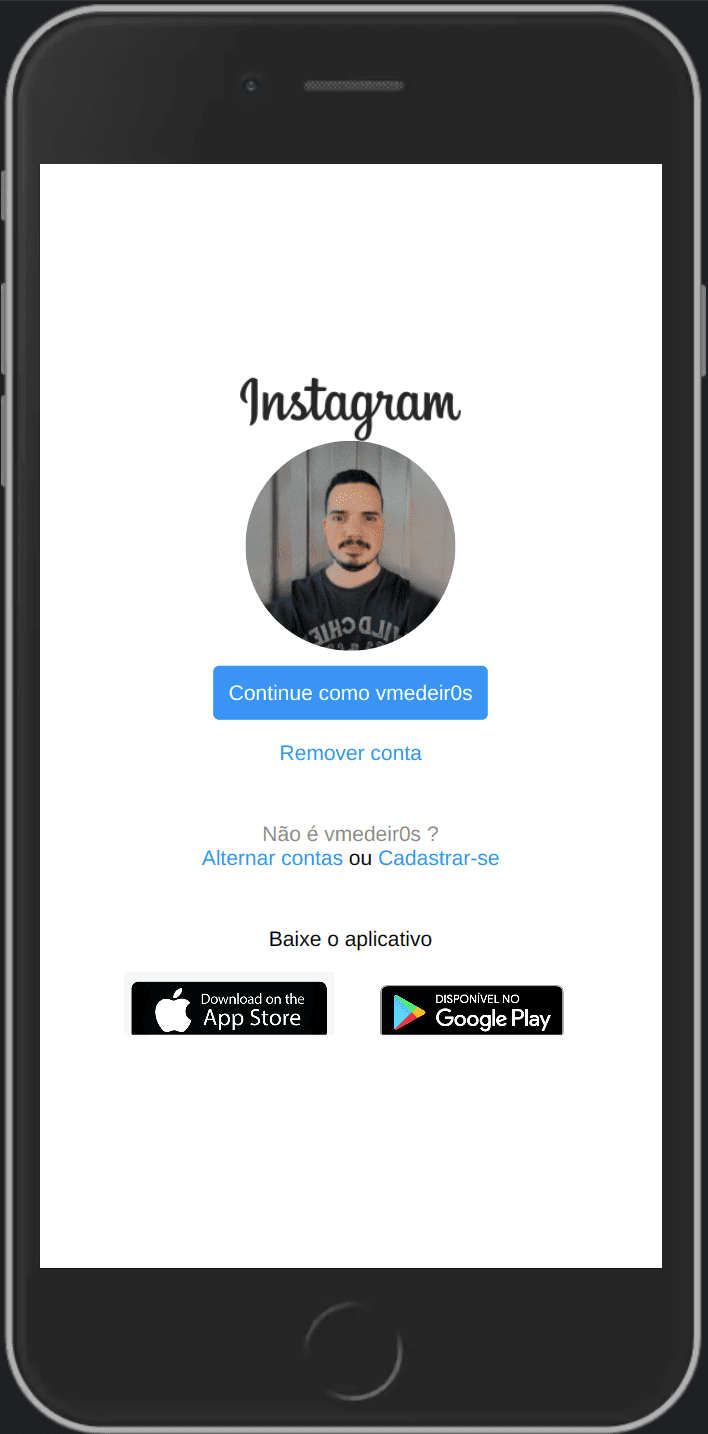 Instagram
Continue como vmedeir0s
Remover conta
Não é vmedeir0s ?
Alternar contas ou Cadastrar-se
Baixe o aplicativo
Download on the
App Store
DISPONÍVEL NO
Google Play